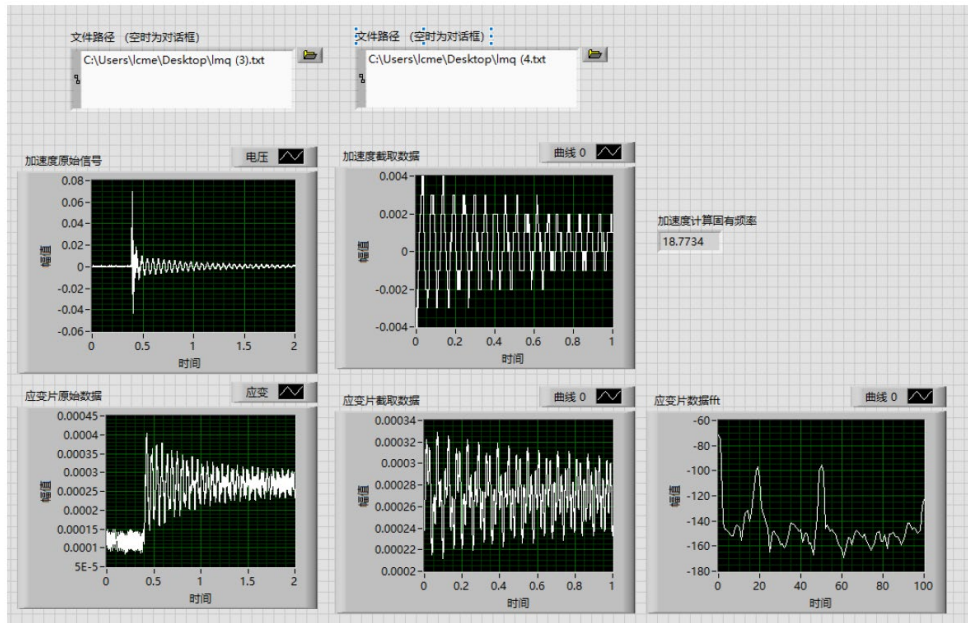 文件路径 （空时为对话框）
文件路径 （空时为对话框）
C:\Users\lcme\Desktop\lmq (3).txt
C:\Users\lcme\Desktop\lmq (4.txt
加速度原始信号
电压
0.08
0.06
0.04
0.02
0
-0.02
-0.04
-0.06
幅值
0 0.5 1 1.5 2
时间
加速度截取数据
曲线 0
0.004
0.002
0
-0.002
-0.004
幅值
0 0.2 0.4 0.6 0.8 1
时间
加速度计算固有频率
18.7734
应变片原始数据
应变
0.00045
0.0004
0.00035
0.0003
0.00025
0.0002
0.00015
0.0001
5E-5
幅值
0 0.5 1 1.5 2
时间
应变片截取数据
曲线 0
0.00034
0.00032
0.0003
0.00028
0.00026
0.00024
0.00022
0.0002
幅值
0 0.2 0.4 0.6 0.8 1
时间
应变片数据fft
曲线 0
-60
-80
-100
-120
-140
-160
-180
幅值
0 20 40 60 80 100
时间